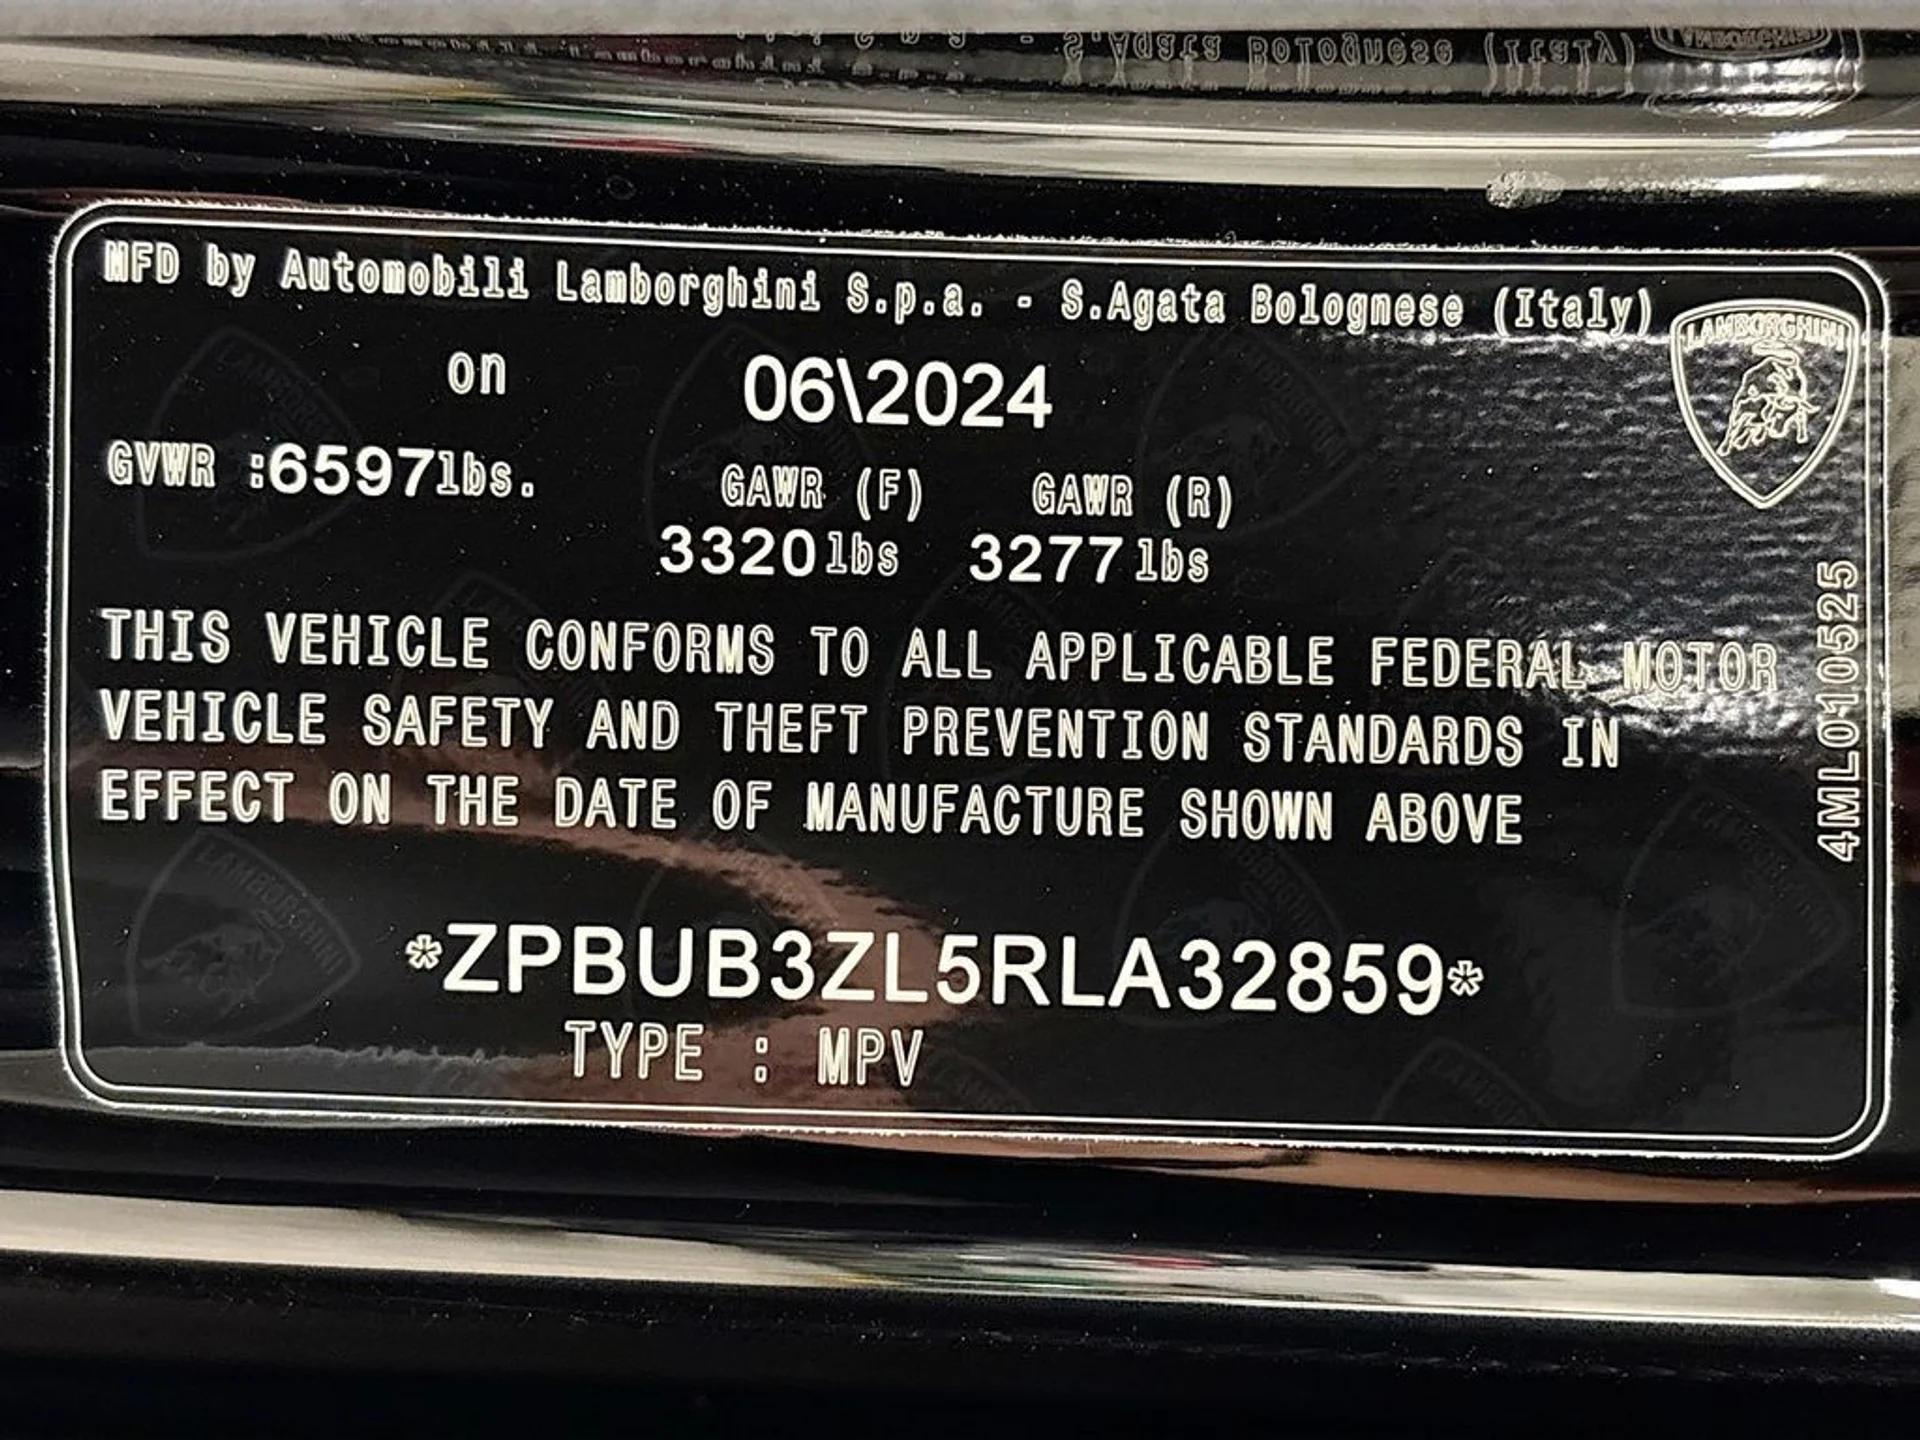 MFD by Automobili Lamborghini S.p.a. - S.Agata Bolognese (Italy)
LAMBORGHINI
on 06\2024
GVWR :6597lbs. GAWR (F) GAWR (R)
3320lbs 3277lbs
THIS VEHICLE CONFORMS TO ALL APPLICABLE FEDERAL MOTOR
VEHICLE SAFETY AND THEFT PREVENTION STANDARDS IN
EFFECT ON THE DATE OF MANUFACTURE SHOWN ABOVE
4ML010525
*ZPBUB3ZL5RLA32859*
TYPE : MPV